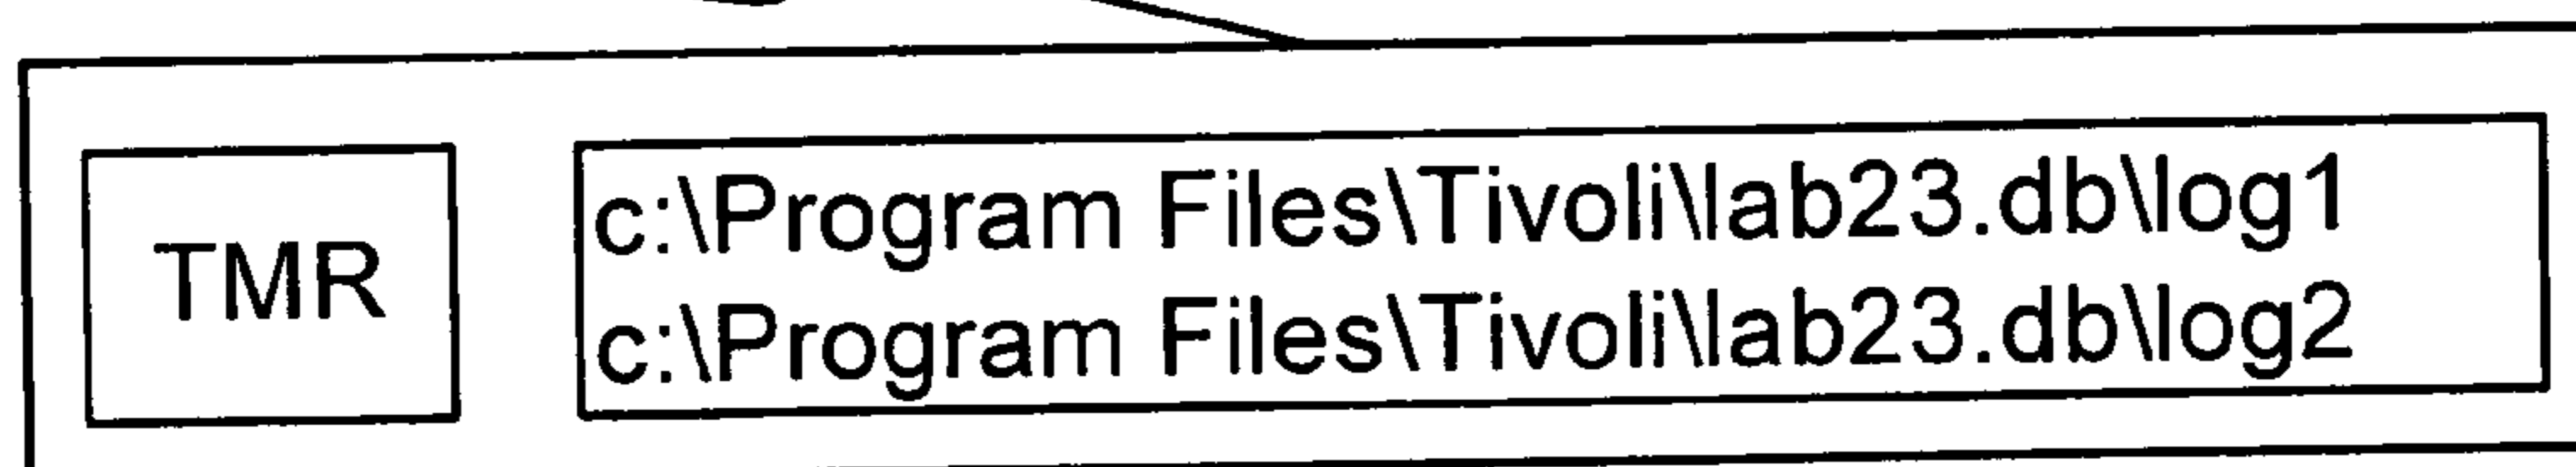 TMR
c:\Program Files\Tivoli\lab23.db\log1
c:\Program Files\Tivoli\lab23.db\log2